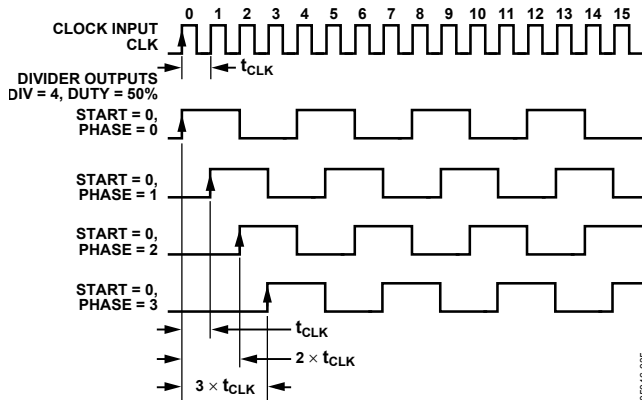 0 1 2 3 4 5 6 7 8 9 10 11 12 13 14 15
CLOCK INPUT
CLK
tCLK
DIVIDER OUTPUTS
DIV = 4, DUTY = 50%
START = 0,
PHASE = 0
START = 0,
PHASE = 1
START = 0,
PHASE = 2
START = 0,
PHASE = 3
tCLK
2 × tCLK
3 × tCLK